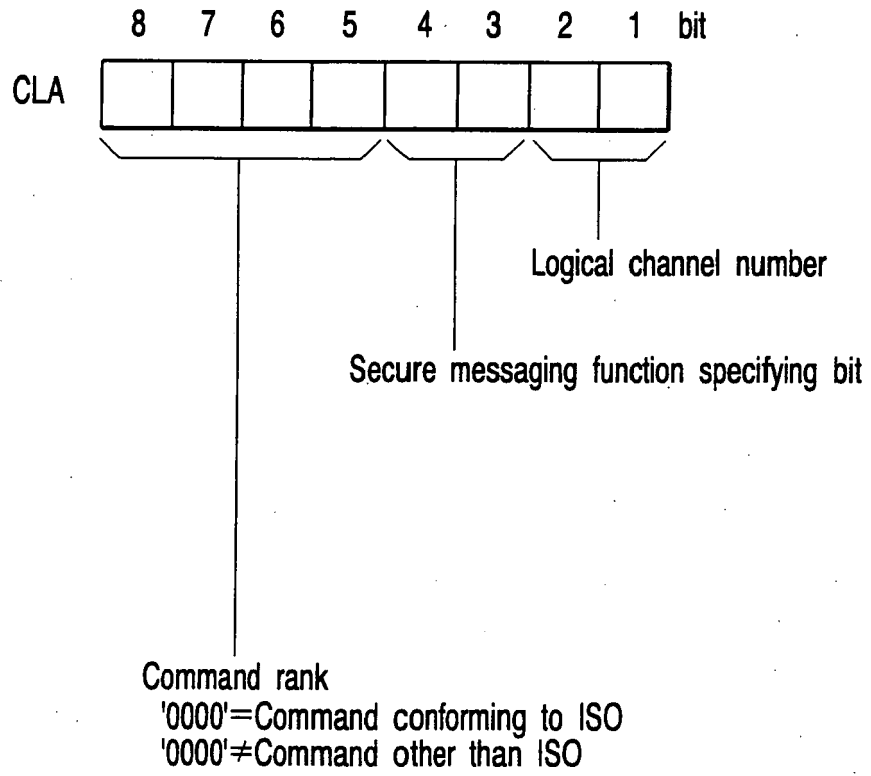 8 7 6 5 4 3 2 1 bit
CLA
Logical channel number
Secure messaging function specifying bit
Command rank
'0000'=Command conforming to ISO
'0000'≠Command other than ISO